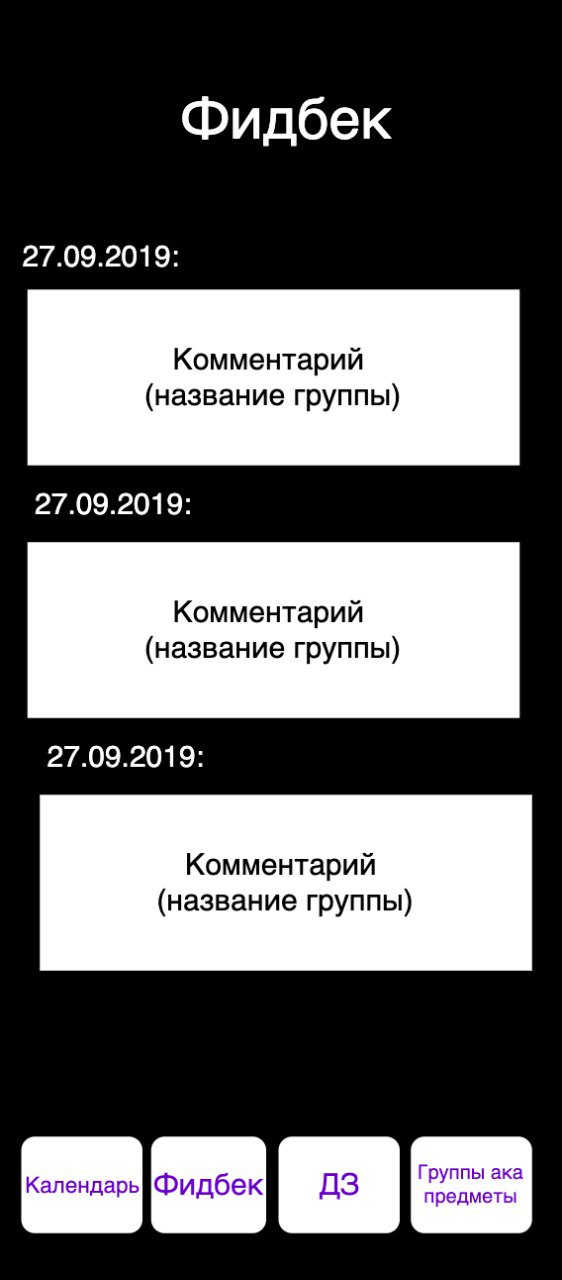 Фидбек
27.09.2019:
Комментарий
(название группы)
27.09.2019:
Комментарий
(название группы)
27.09.2019:
Комментарий
(название группы)
Календарь
Фидбек
ДЗ
Группы ака
предметы